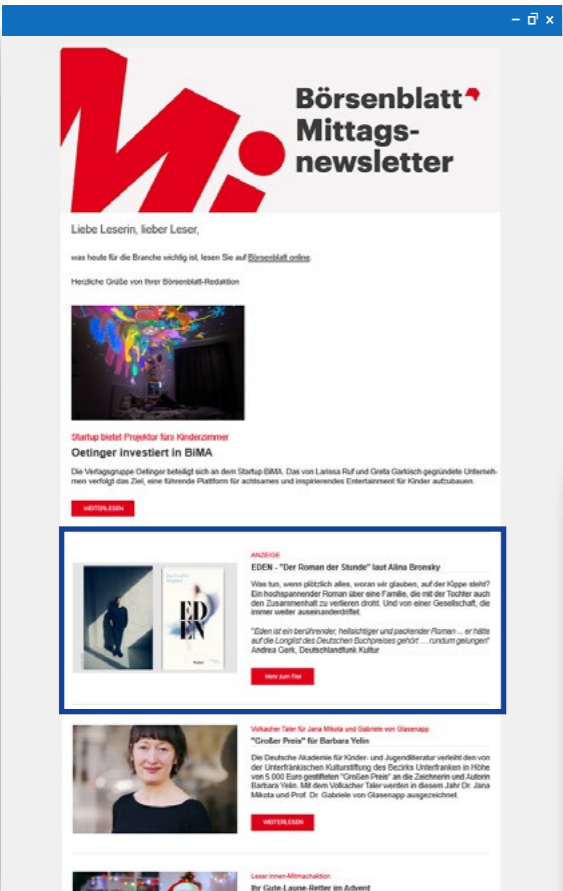 Börsenblatt
Mittags-
newsletter
Liebe Leserin, lieber Leser,
was heute für die Branche wichtig ist, lesen Sie auf Börsenblatt online.
Herzliche Grüße von Ihrer Börsenblatt-Redaktion
Startup bietet Projektor fürs Kinderzimmer
Oetinger investiert in BiMA
Die Verlagsgruppe Oetinger beteiligt sich an dem Startup BiMA. Das von Larissa Ruf und Greta Garkisch gegründete Unterneh-
men verfolgt das Ziel, eine führende Plattform für achtsames und inspirierendes Entertainment für Kinder aufzubauen.
WEITERLESEN
ANZEIGE
EDEN - "Der Roman der Stunde" laut Alina Bronsky
Was tun, wenn plötzlich alles, woran wir glauben, auf der Kippe steht?
Ein hochspannender Roman über eine Familie, die mit der Tochter auch
den Zusammenhalt zu verlieren droht. Und von einer Gesellschaft, die
immer weiter auseinanderdriftet.
"Eden ist ein berührender, hellsichtiger und packender Roman ... er hätte
auf die Longlist des Deutschen Buchpreises gehört ... rundum gelungen"
Andrea Gerk, Deutschlandfunk Kultur
ED
EN
Mehr zum Titel
Volkacher Taler für Jana Mikota und Gabriele von Glasenapp
"Großer Preis" für Barbara Yelin
Die Deutsche Akademie für Kinder- und Jugendliteratur verleiht den von
der Unterfränkischen Kulturstiftung des Bezirks Unterfranken in Höhe
von 5.000 Euro gestifteten "Großen Preis" an die Zeichnerin und Autorin
Barbara Yelin. Mit dem Volkacher Taler werden in diesem Jahr Dr. Jana
Mikota und Prof. Dr. Gabriele von Glasenapp ausgezeichnet.
WEITERLESEN
Leser:innen-Mitmachaktion
Ihr Gute-Laune-Retter im Advent